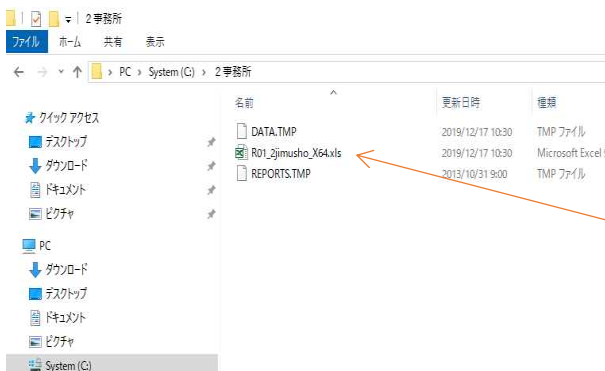 ２事務所
ファイル ホーム 共有 表示
PC › System (C:) › ２事務所
名前 更新日時 種類
クイック アクセス
デスクトップ
ダウンロード
ドキュメント
ピクチャ
PC
ダウンロード
デスクトップ
ドキュメント
ピクチャ
System (C:)
DATA.TMP 2019/12/17 10:30 TMP ファイル
R01_2jimusho_X64.xls 2019/12/17 10:30 Microsoft Excel
REPORTS.TMP 2013/10/31 9:00 TMP ファイル